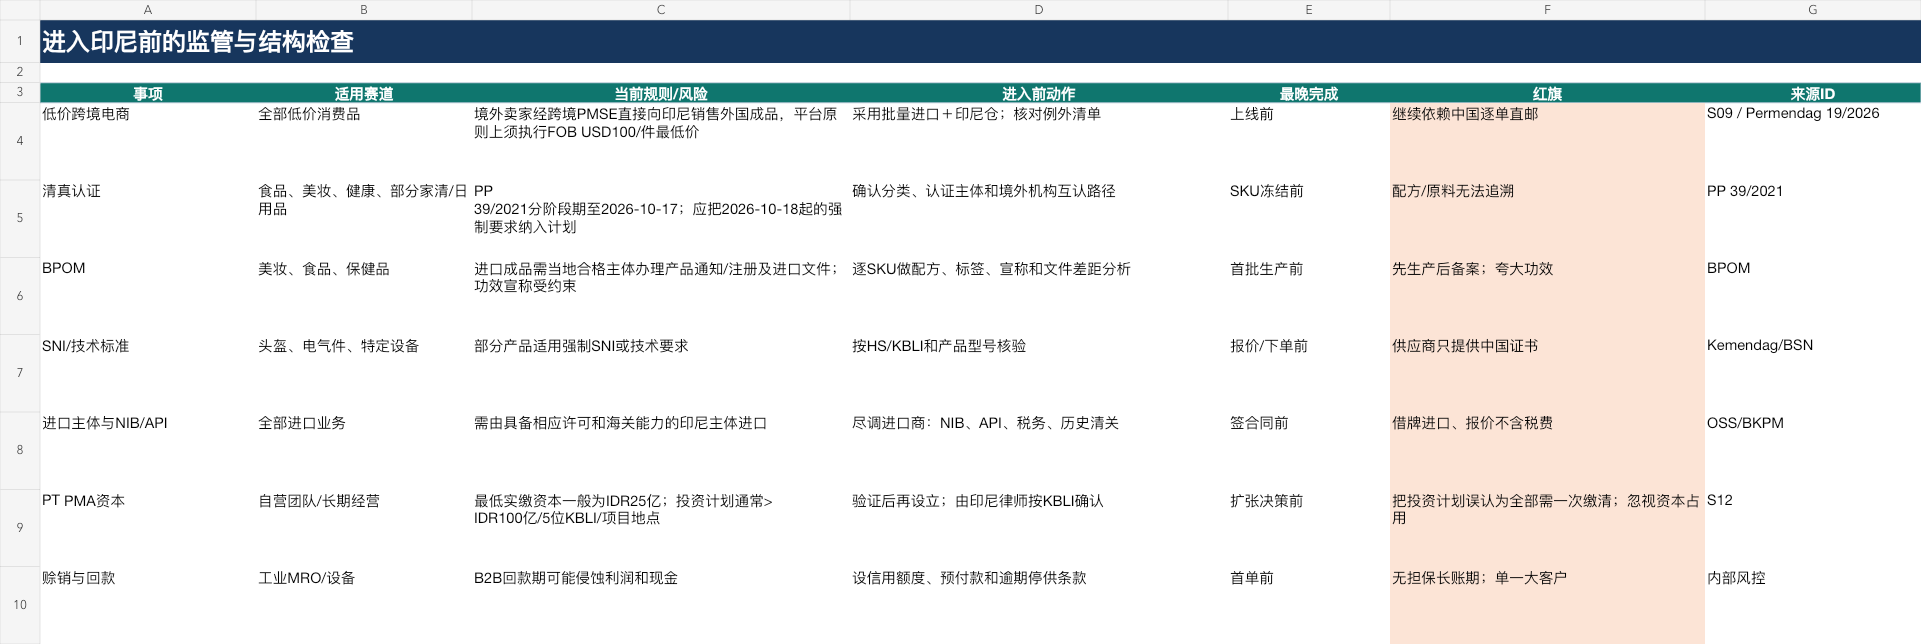 A B C D E F G
1 进入印尼前的监管与结构检查
2
3 事项 适用赛道 当前规则/风险 进入前动作 最晚完成 红旗 来源ID
4 低价跨境电商 全部低价消费品 境外卖家经跨境PMSE直接向印尼销售外国成品，平台原 采用批量进口＋印尼仓；核对例外清单 上线前 继续依赖中国逐单直邮 S09 / Permendag 19/2026
则上须执行FOB USD100/件最低价
5 清真认证 食品、美妆、健康、部分家清/日 PP 确认分类、认证主体和境外机构互认路径 SKU冻结前 配方/原料无法追溯 PP 39/2021
用品 39/2021分阶段期至2026-10-17；应把2026-10-18起的强
制要求纳入计划
6 BPOM 美妆、食品、保健品 进口成品需当地合格主体办理产品通知/注册及进口文件； 逐SKU做配方、标签、宣称和文件差距分析 首批生产前 先生产后备案；夸大功效 BPOM
功效宣称受约束
7 SNI/技术标准 头盔、电气件、特定设备 部分产品适用强制SNI或技术要求 按HS/KBLI和产品型号核验 报价/下单前 供应商只提供中国证书 Kemendag/BSN
8 进口主体与NIB/API 全部进口业务 需由具备相应许可和海关能力的印尼主体进口 尽调进口商：NIB、API、税务、历史清关 签合同前 借牌进口、报价不含税费 OSS/BKPM
9 PT PMA资本 自营团队/长期经营 最低实缴资本一般为IDR25亿；投资计划通常> 验证后再设立；由印尼律师按KBLI确认 扩张决策前 把投资计划误认为全部需一次缴清；忽视资本占 S12
IDR100亿/5位KBLI/项目地点 用
10 赊销与回款 工业MRO/设备 B2B回款期可能侵蚀利润和现金 设信用额度、预付款和逾期停供条款 首单前 无担保长账期；单一大客户 内部风控